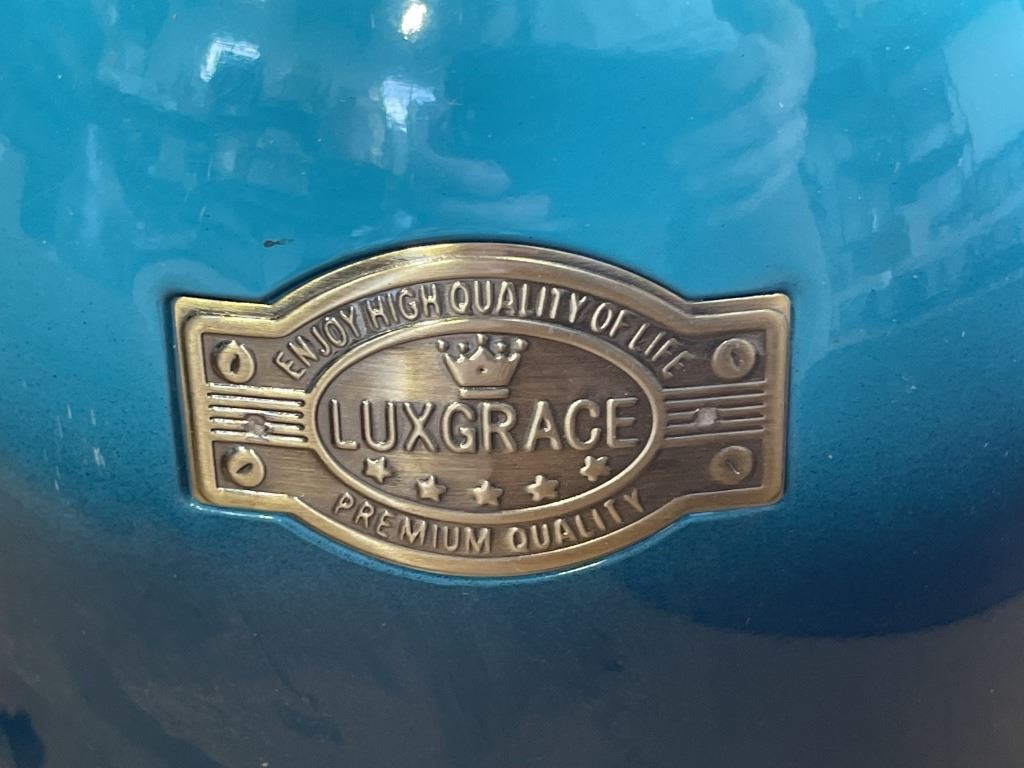 ENJOY HIGH QUALITY OF LIFE
LUXGRACE
PREMIUM QUALITY